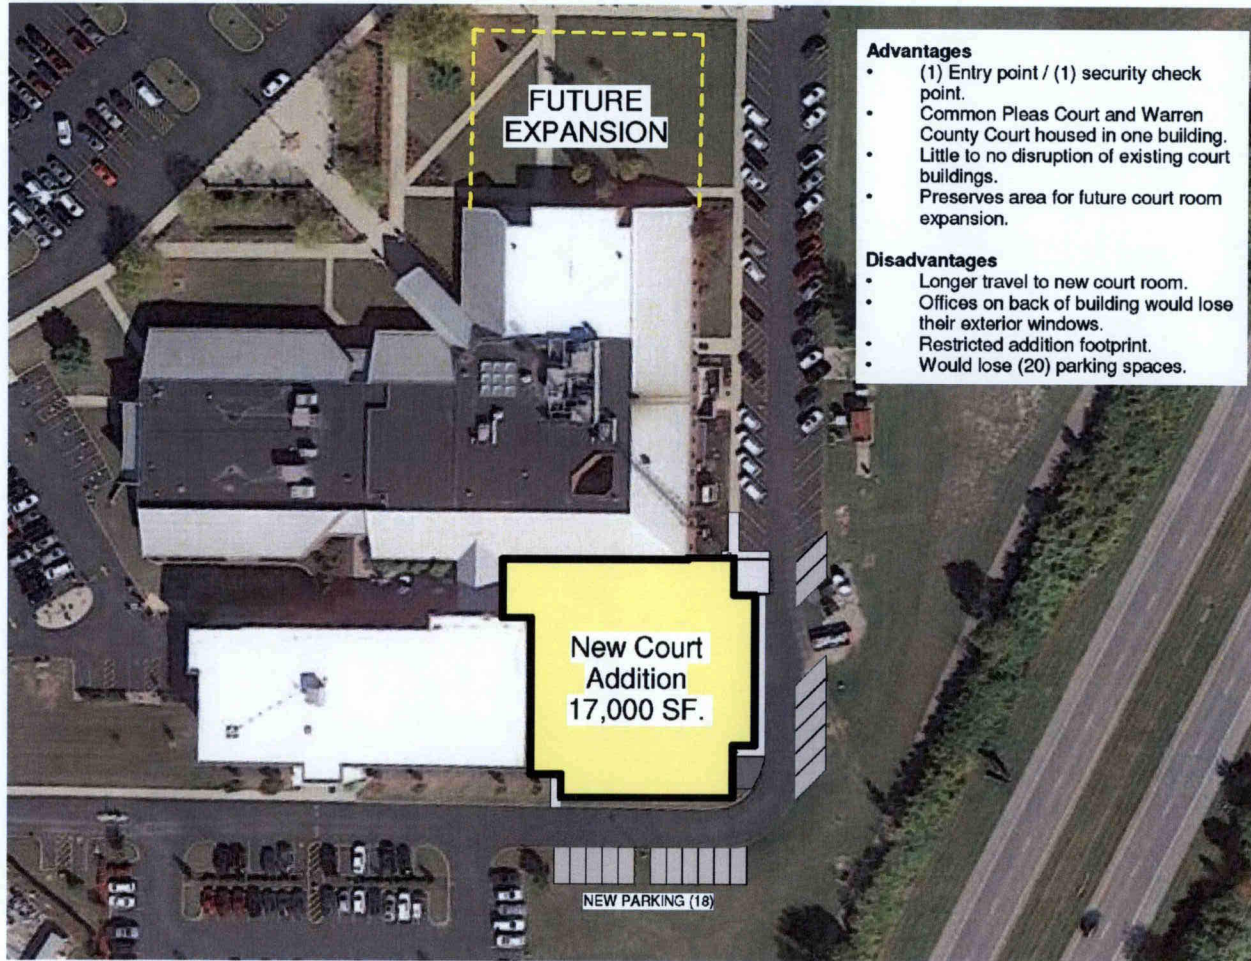 FUTURE
EXPANSION
Advantages
• (1) Entry point / (1) security check
point.
• Common Pleas Court and Warren
County Court housed in one building.
• Little to no disruption of existing court
buildings.
• Preserves area for future court room
expansion.
Disadvantages
• Longer travel to new court room.
• Offices on back of building would lose
their exterior windows.
• Restricted addition footprint.
• Would lose (20) parking spaces.
New Court
Addition
17,000 SF.
NEW PARKING (18)